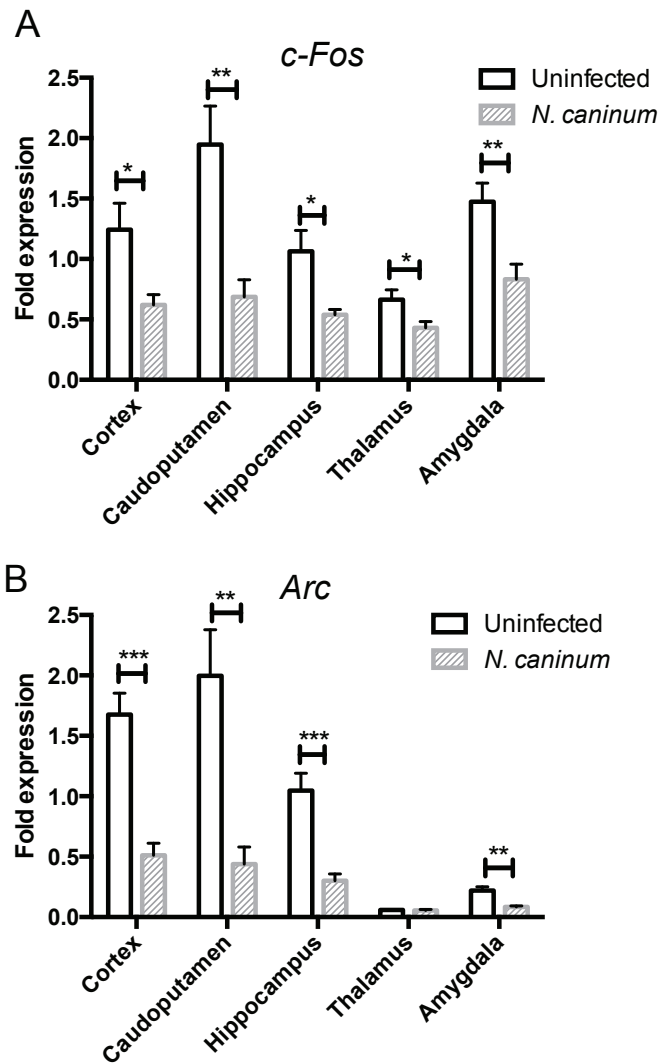 A
c-Fos
Uninfected
N. caninum
Fold expression
2.5
2.0
1.5
1.0
0.5
0.0
*
**
*
*
**
Cortex
Caudoputamen
Hippocampus
Thalamus
Amygdala
B
Arc
Uninfected
N. caninum
Fold expression
2.5
2.0
1.5
1.0
0.5
0.0
***
**
***
**
Cortex
Caudoputamen
Hippocampus
Thalamus
Amygdala